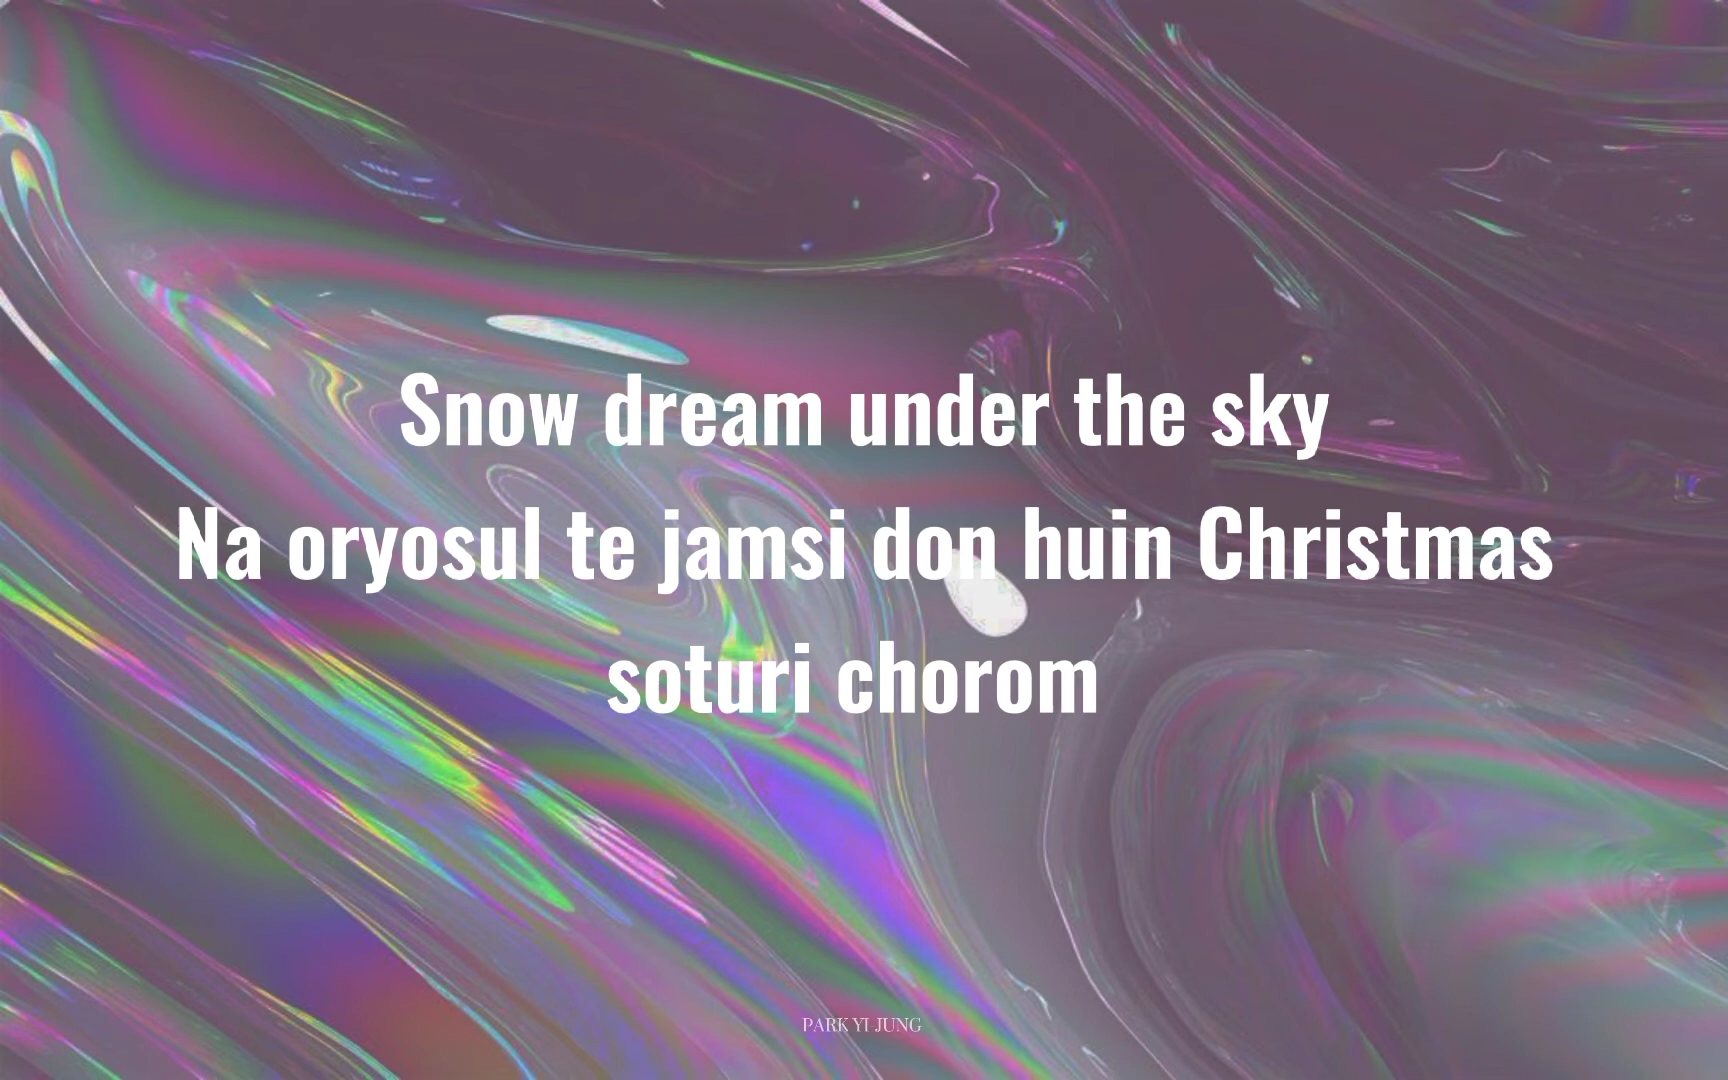 Snow dream under the sky
Na oryosul te jamsi don huin Christmas
soturi chorom
PARK YI-JUNG